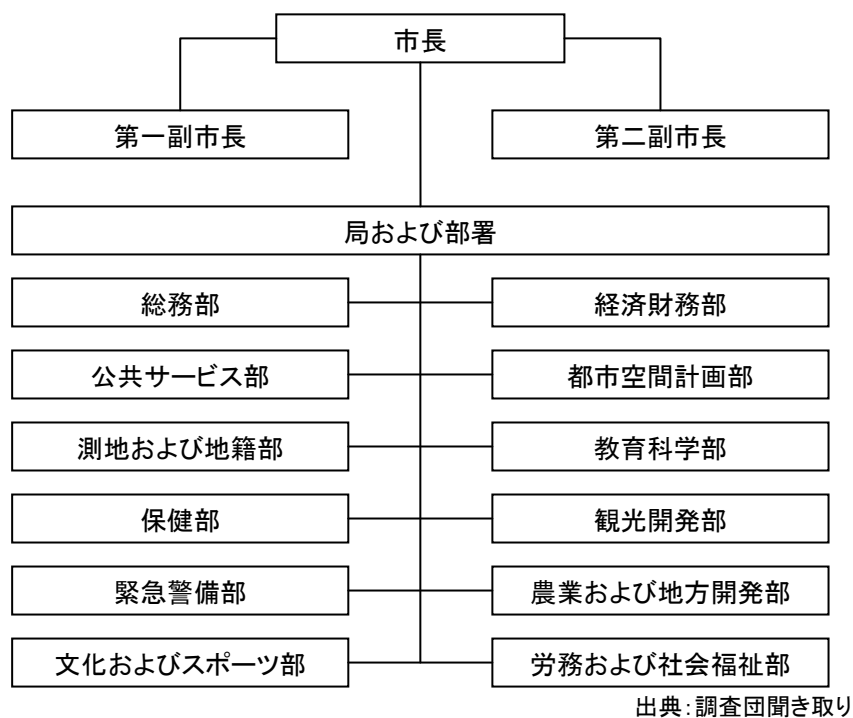 市長
第一副市長
第二副市長
局および部署
総務部
経済財務部
公共サービス部
都市空間計画部
測地および地籍部
教育科学部
保健部
観光開発部
緊急警備部
農業および地方開発部
文化およびスポーツ部
労務および社会福祉部
出典:調査団聞き取り